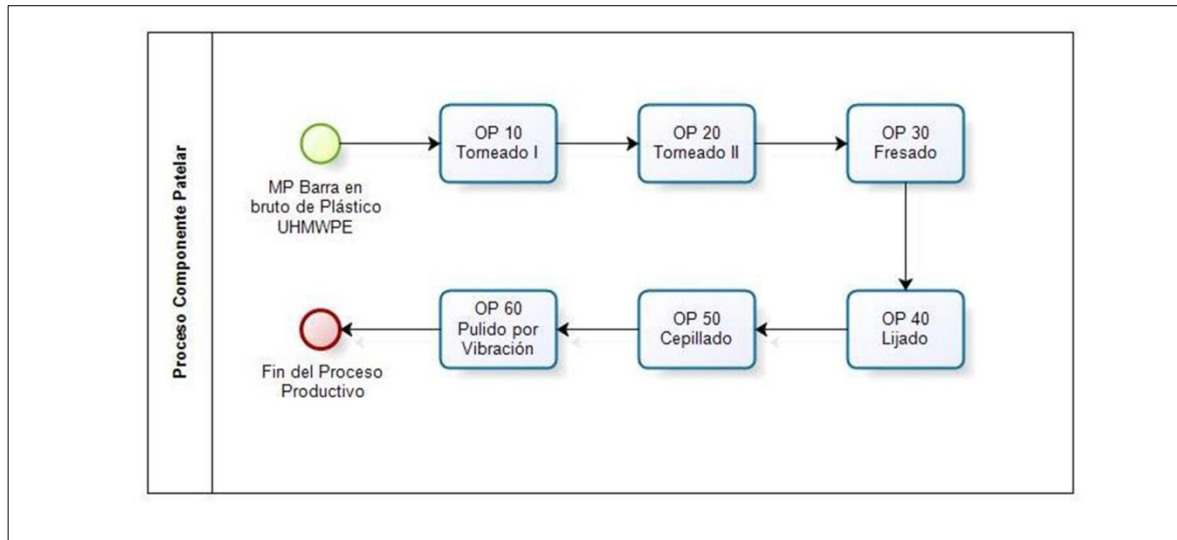 Proceso Componente Patelar
MP Barra en
bruto de Plástico
UHMWPE
OP 10
Torneado I
OP 20
Torneado II
OP 30
Fresado
OP 40
Lijado
OP 50
Cepillado
OP 60
Pulido por
Vibración
Fin del Proceso
Productivo